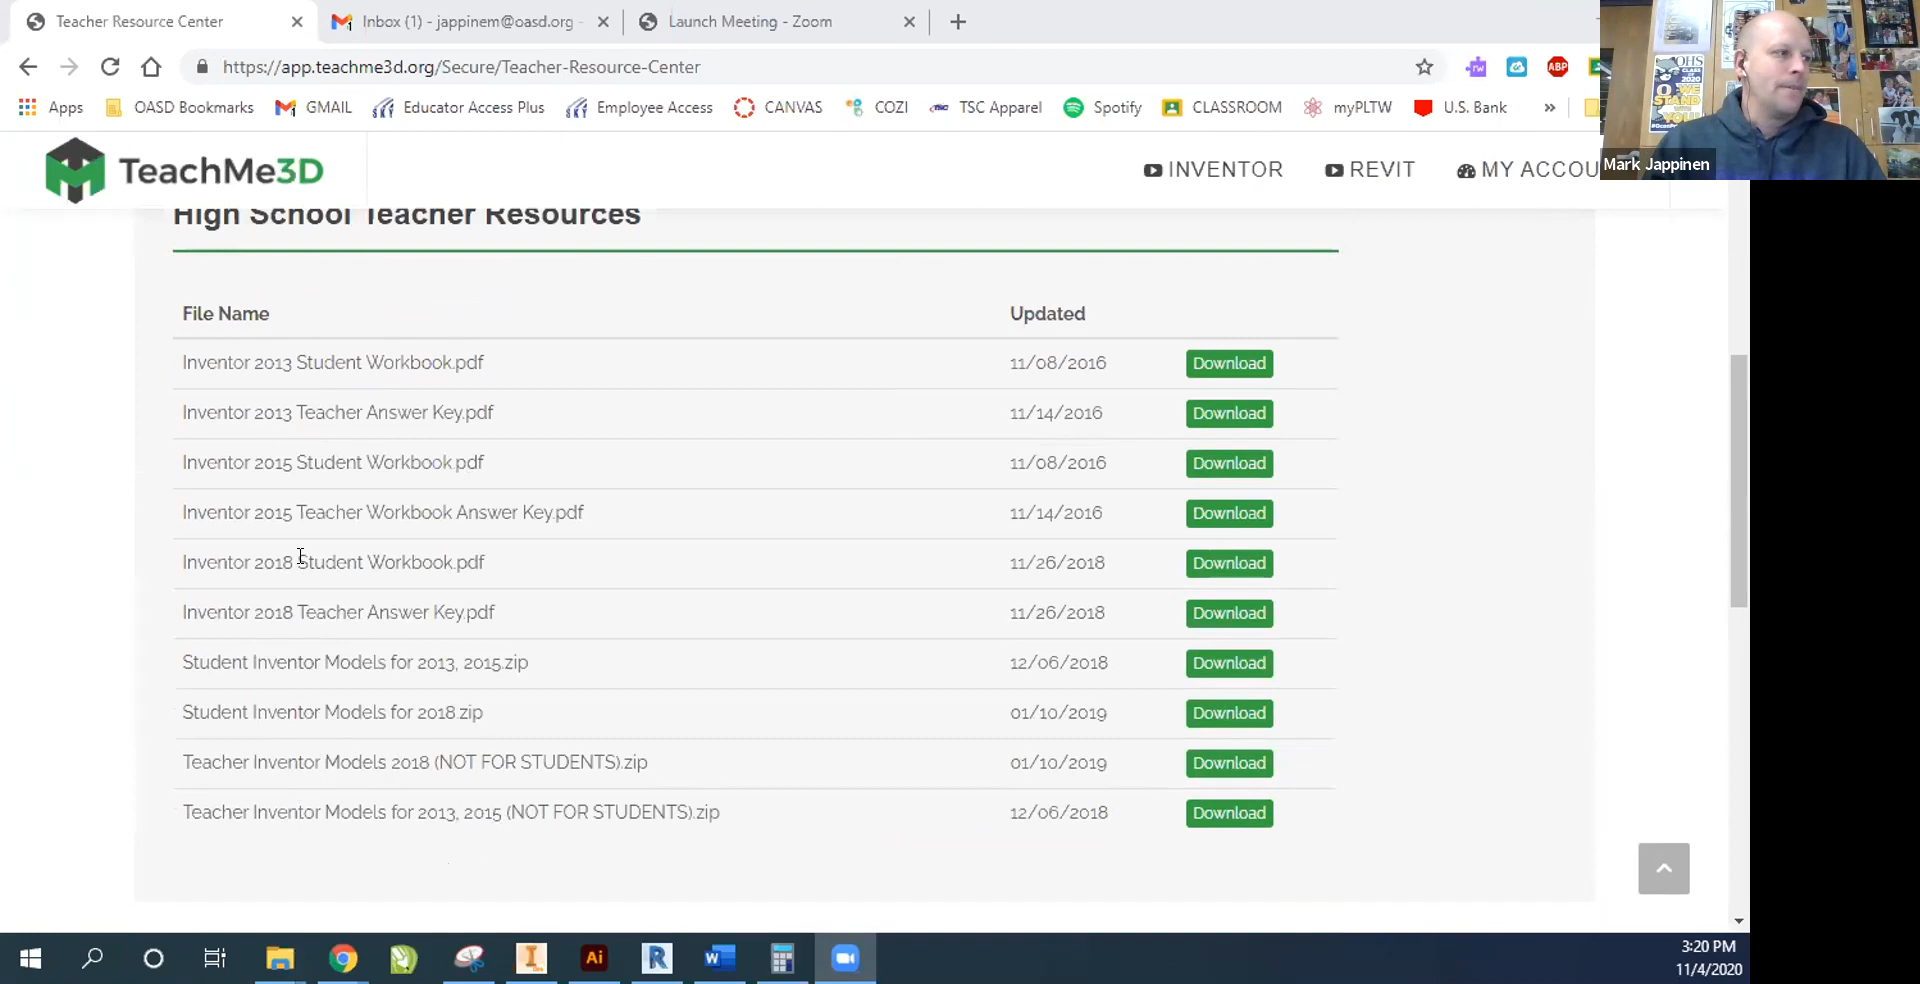 Teacher Resource Center
Inbox (1) - jappinem@oasd.org -
Launch Meeting - Zoom
https://app.teachme3d.org/Secure/Teacher-Resource-Center
ABP
Apps
OASD Bookmarks
GMAIL
Educator Access Plus
Employee Access
CANVAS
COZI
TSC Apparel
Spotify
CLASSROOM
myPLTW
U.S. Bank
»
TeachMe3D
INVENTOR
REVIT
MY ACCOU
Mark Jappinen
High School Teacher Resources
File Name Updated
Inventor 2013 Student Workbook.pdf 11/08/2016 Download
Inventor 2013 Teacher Answer Key.pdf 11/14/2016 Download
Inventor 2015 Student Workbook.pdf 11/08/2016 Download
Inventor 2015 Teacher Workbook Answer Key.pdf 11/14/2016 Download
Inventor 2018 Student Workbook.pdf 11/26/2018 Download
Inventor 2018 Teacher Answer Key.pdf 11/26/2018 Download
Student Inventor Models for 2013, 2015.zip 12/06/2018 Download
Student Inventor Models for 2018.zip 01/10/2019 Download
Teacher Inventor Models 2018 (NOT FOR STUDENTS).zip 01/10/2019 Download
Teacher Inventor Models for 2013, 2015 (NOT FOR STUDENTS).zip 12/06/2018 Download
Ai
R
3:20 PM
11/4/2020